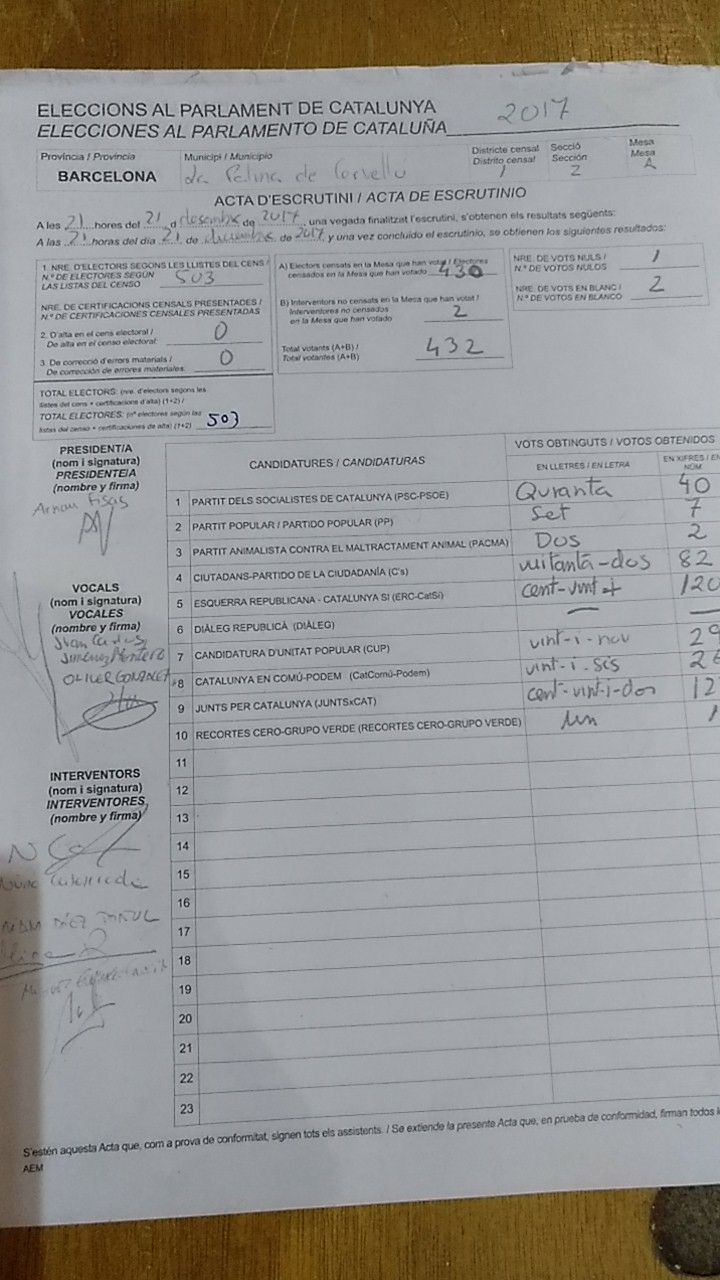 ELECCIONS AL PARLAMENT DE CATALUNYA
ELECCIONES AL PARLAMENTO DE CATALUÑA 2017
Provincia / Provincia Municipi / Municipio Districte censal Secció Mesa
Distrito censal Sección Mesa
BARCELONA La Palma de Cervelló 1 2 A
ACTA D'ESCRUTINI / ACTA DE ESCRUTINIO
A les 21 hores del 21 d desembre de 2017, una vegada finalitzat l'escrutini, s'obtenen els resultats següents:
A las 21 horas del día 21 de diciembre de 2017 y una vez concluido el escrutinio, se obtienen los siguientes resultados:
1. NRE. D'ELECTORS SEGONS LES LLISTES DEL CENS /
N.º DE ELECTORES SEGÚN
LAS LISTAS DEL CENSO 503
NRE. DE CERTIFICACIONS CENSALS PRESENTADES /
N.º DE CERTIFICACIONES CENSALES PRESENTADAS
2. D'alta en el cens electoral /
De alta en el censo electoral: 0
3. De correcció d'errors materials /
De corrección de errores materiales: 0
TOTAL ELECTORS: (nre. d'electors segons les
llistes del cens + certificacions d'alta) (1+2) /
TOTAL ELECTORES: (nº electores según las
listas del censo + certificaciones de alta) (1+2) 503
A) Electors censats en la Mesa que han votat / Electores
censados en la Mesa que han votado 430
B) Interventors no censats en la Mesa que han votat /
Interventores no censados
en la Mesa que han votado 2
Total votants (A+B) /
Total votantes (A+B) 432
NRE. DE VOTS NULS /
N.º DE VOTOS NULOS 1
NRE. DE VOTS EN BLANC /
N.º DE VOTOS EN BLANCO 2
PRESIDENT/A
(nom i signatura)
PRESIDENTE/A
(nombre y firma)
Arnau Fisas
VOCALS
(nom i signatura)
VOCALES
(nombre y firma)
Juan Carlos
Jiménez Montero
OLIVER GONZALEZ
INTERVENTORS
(nom i signatura)
INTERVENTORES
(nombre y firma)
CANDIDATURES / CANDIDATURAS VOTS OBTINGUTS / VOTOS OBTENIDOS
EN LLETRES / EN LETRA EN XIFRES / EN
NÚM.
1 PARTIT DELS SOCIALISTES DE CATALUNYA (PSC-PSOE) Quranta 40
2 PARTIT POPULAR / PARTIDO POPULAR (PP) Set 7
3 PARTIT ANIMALISTA CONTRA EL MALTRACTAMENT ANIMAL (PACMA) Dos 2
4 CIUTADANS-PARTIDO DE LA CIUDADANÍA (C's) vuitanta-dos 82
5 ESQUERRA REPUBLICANA - CATALUNYA SI (ERC-CatSí) cent-vint 120
6 DIÀLEG REPUBLICÀ (DIÀLEG) — —
7 CANDIDATURA D'UNITAT POPULAR (CUP) vint-i-nou 29
8 CATALUNYA EN COMÚ-PODEM (CatComú-Podem) vint-i-sis 26
9 JUNTS PER CATALUNYA (JUNTSxCAT) cent-vint-i-dos 12
10 RECORTES CERO-GRUPO VERDE (RECORTES CERO-GRUPO VERDE) un 1
11
12
13
14
15
16
17
18
19
20
21
22
23
S'estén aquesta Acta que, com a prova de conformitat, signen tots els assistents. / Se extiende la presente Acta que, en prueba de conformidad, firman todos
AEM